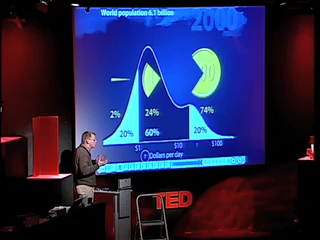 World population 6.1 billion
2000
10
2% 24% 74%
20% 60% 20%
$1 $10 $100
Dollars per day
TED